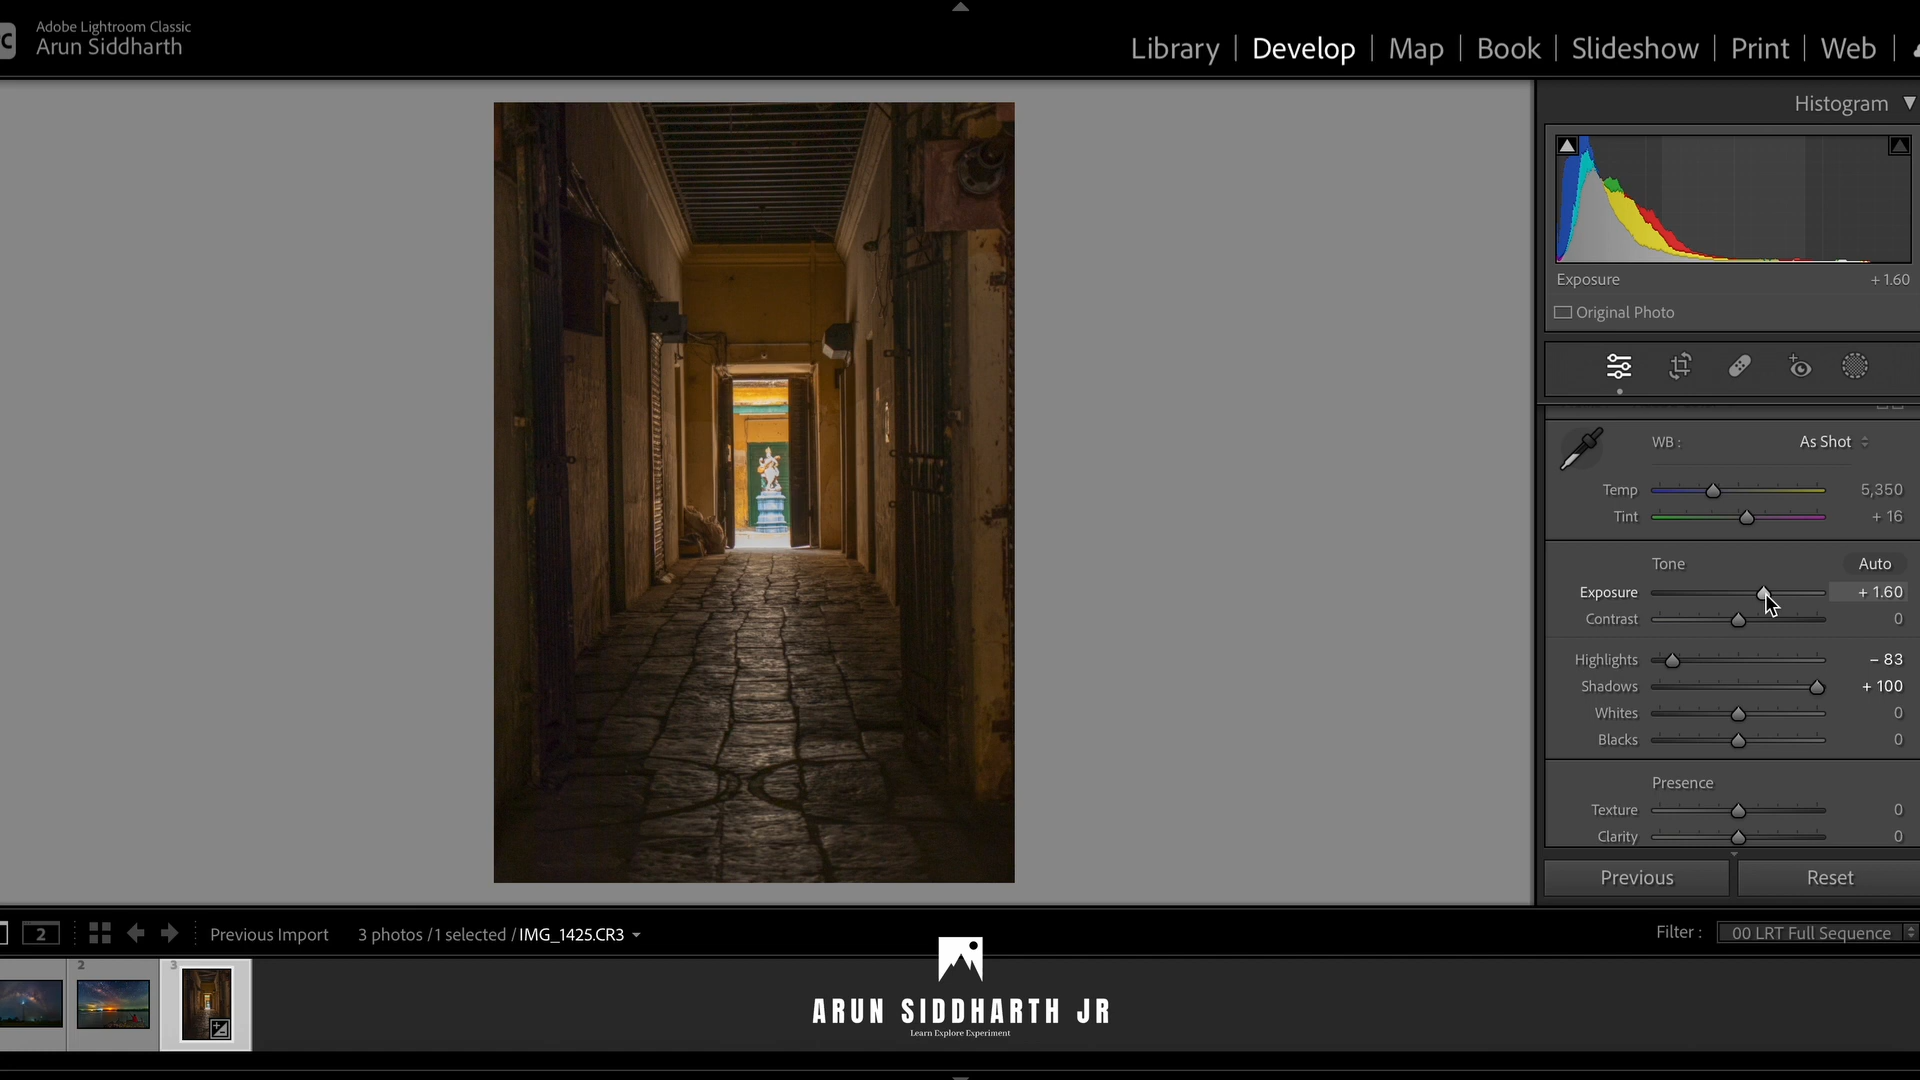 C
Adobe Lightroom Classic
Arun Siddharth
Library | Develop | Map | Book | Slideshow | Print | Web |
Histogram
Exposure + 1.60
Original Photo
WB : As Shot
Temp 5,350
Tint + 16
Tone Auto
Exposure + 1.60
Contrast 0
Highlights – 83
Shadows + 100
Whites 0
Blacks 0
Presence
Texture 0
Clarity 0
Previous Reset
2 Previous Import 3 photos / 1 selected / IMG_1425.CR3 Filter : 00 LRT Full Sequence
2 3
ARUN SIDDHARTH JR
Learn Explore Experiment